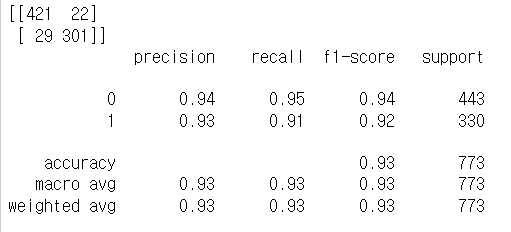 [[421  22]
 [ 29 301]]
              precision    recall  f1-score   support

           0       0.94      0.95      0.94       443
           1       0.93      0.91      0.92       330

    accuracy                           0.93       773
   macro avg       0.93      0.93      0.93       773
weighted avg       0.93      0.93      0.93       773